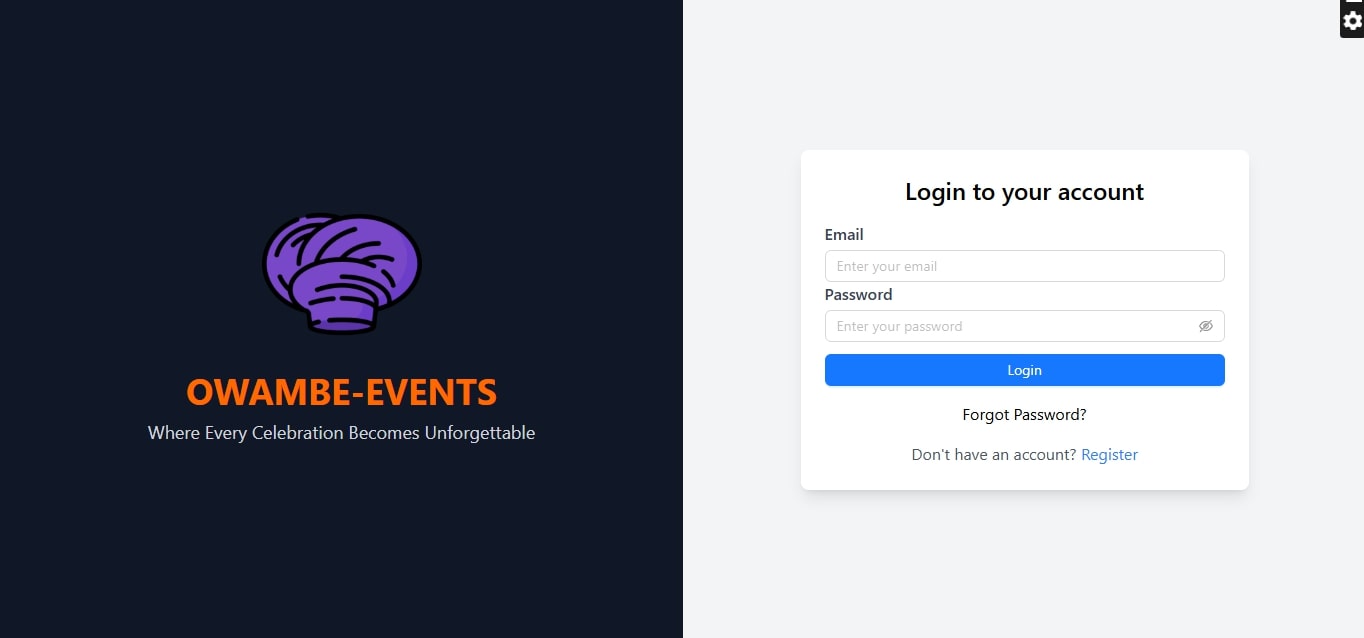 OWAMBE-EVENTS
Where Every Celebration Becomes Unforgettable
Login to your account
Email
Enter your email
Password
Enter your password
Login
Forgot Password?
Don't have an account? Register